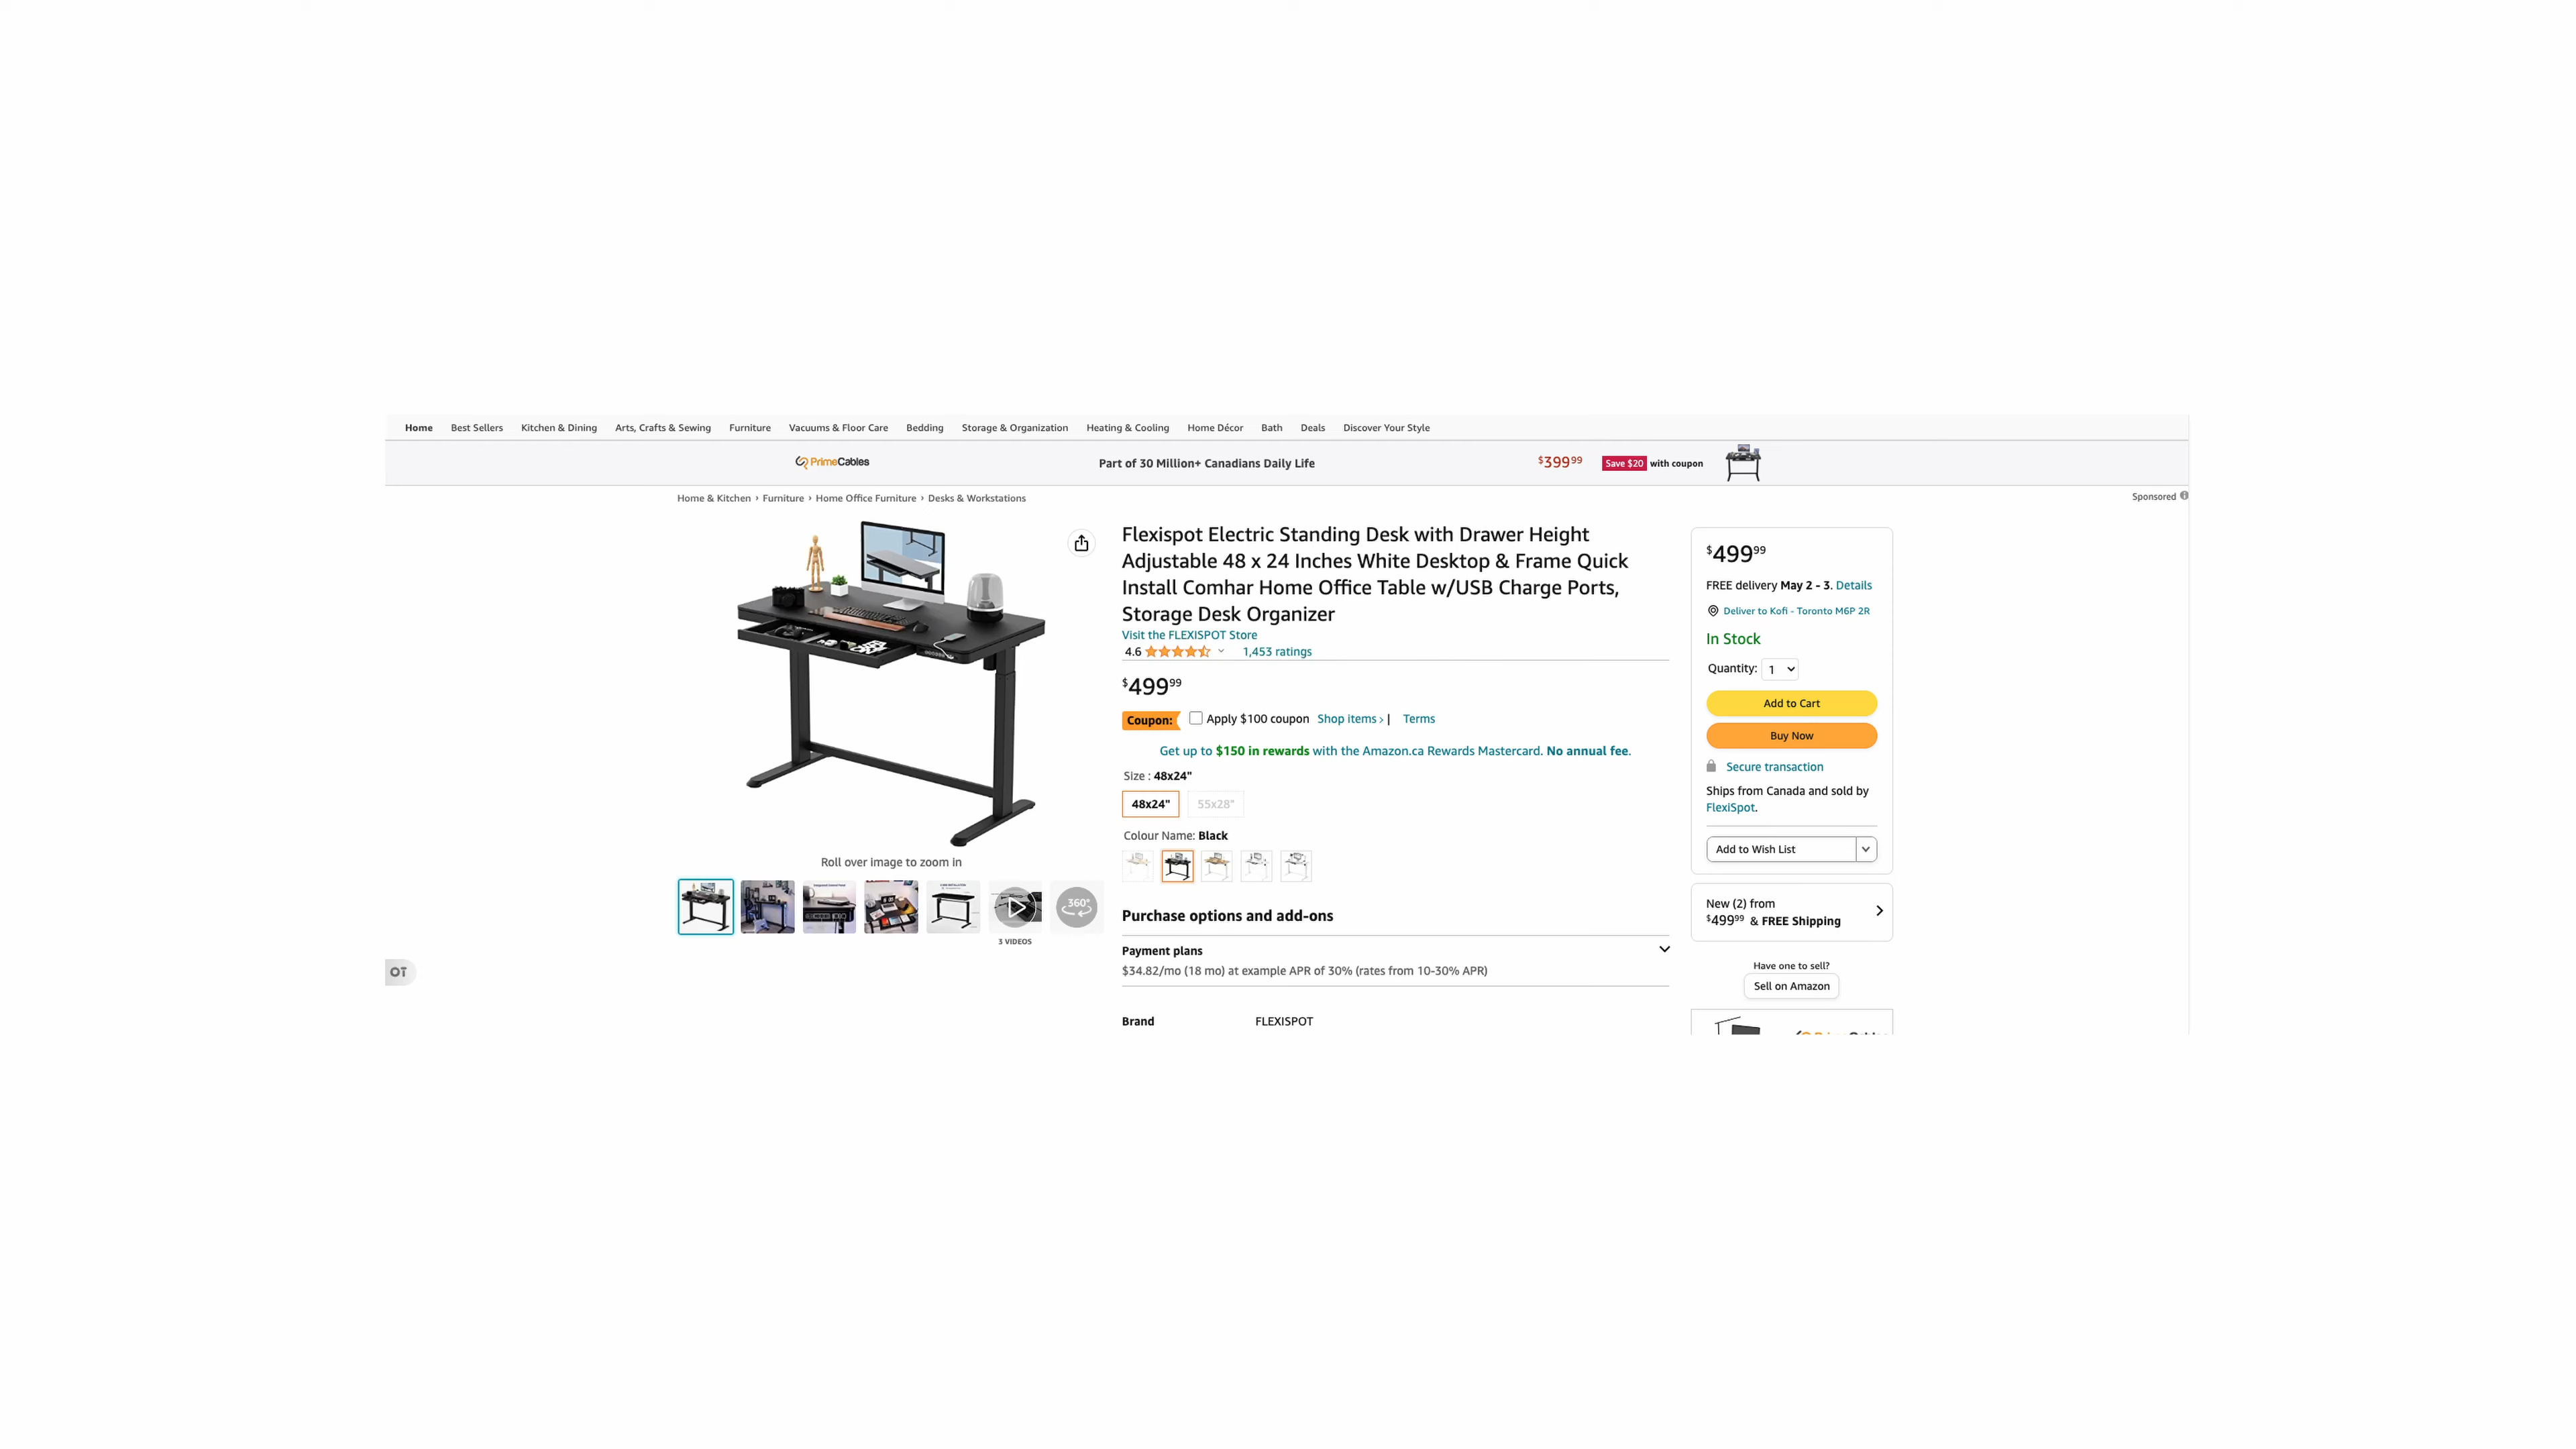 Home Best Sellers Kitchen & Dining Arts, Crafts & Sewing Furniture Vacuums & Floor Care Bedding Storage & Organization Heating & Cooling Home Décor Bath Deals Discover Your Style
PrimeCables Part of 30 Million+ Canadians Daily Life $399.99 Save $20 with coupon
Sponsored
Home & Kitchen › Furniture › Home Office Furniture › Desks & Workstations
Roll over image to zoom in
360°
3 VIDEOS
OT
Flexispot Electric Standing Desk with Drawer Height
Adjustable 48 x 24 Inches White Desktop & Frame Quick
Install Comhar Home Office Table w/USB Charge Ports,
Storage Desk Organizer
Visit the FLEXISPOT Store
4.6 1,453 ratings
$499.99
Coupon: Apply $100 coupon Shop items › | Terms
Get up to $150 in rewards with the Amazon.ca Rewards Mastercard. No annual fee.
Size : 48x24"
48x24" 55x28"
Colour Name: Black
Purchase options and add-ons
Payment plans
$34.82/mo (18 mo) at example APR of 30% (rates from 10-30% APR)
Brand FLEXISPOT
$499.99
FREE delivery May 2 - 3. Details
Deliver to Kofi - Toronto M6P 2R
In Stock
Quantity: 1
Add to Cart
Buy Now
Secure transaction
Ships from Canada and sold by
FlexiSpot.
Add to Wish List
New (2) from
$499.99 & FREE Shipping
Have one to sell?
Sell on Amazon